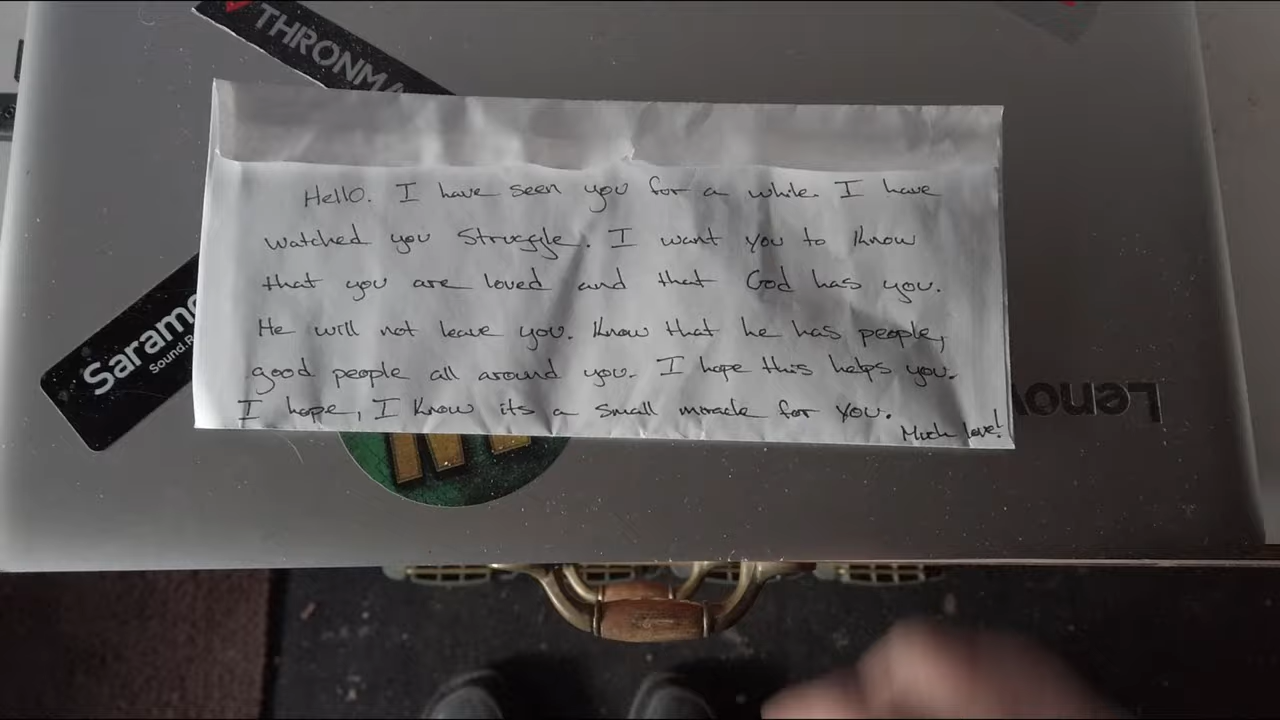 THRONMA
Hello. I have seen you for a while. I have
watched you struggle. I want you to know
that you are loved and that God has you.
He will not leave you. Know that he has people,
good people all around you. I hope this helps you.
I hope, I know its a small miracle for you.
Much love!
Saramo
Sound.R
Lenov